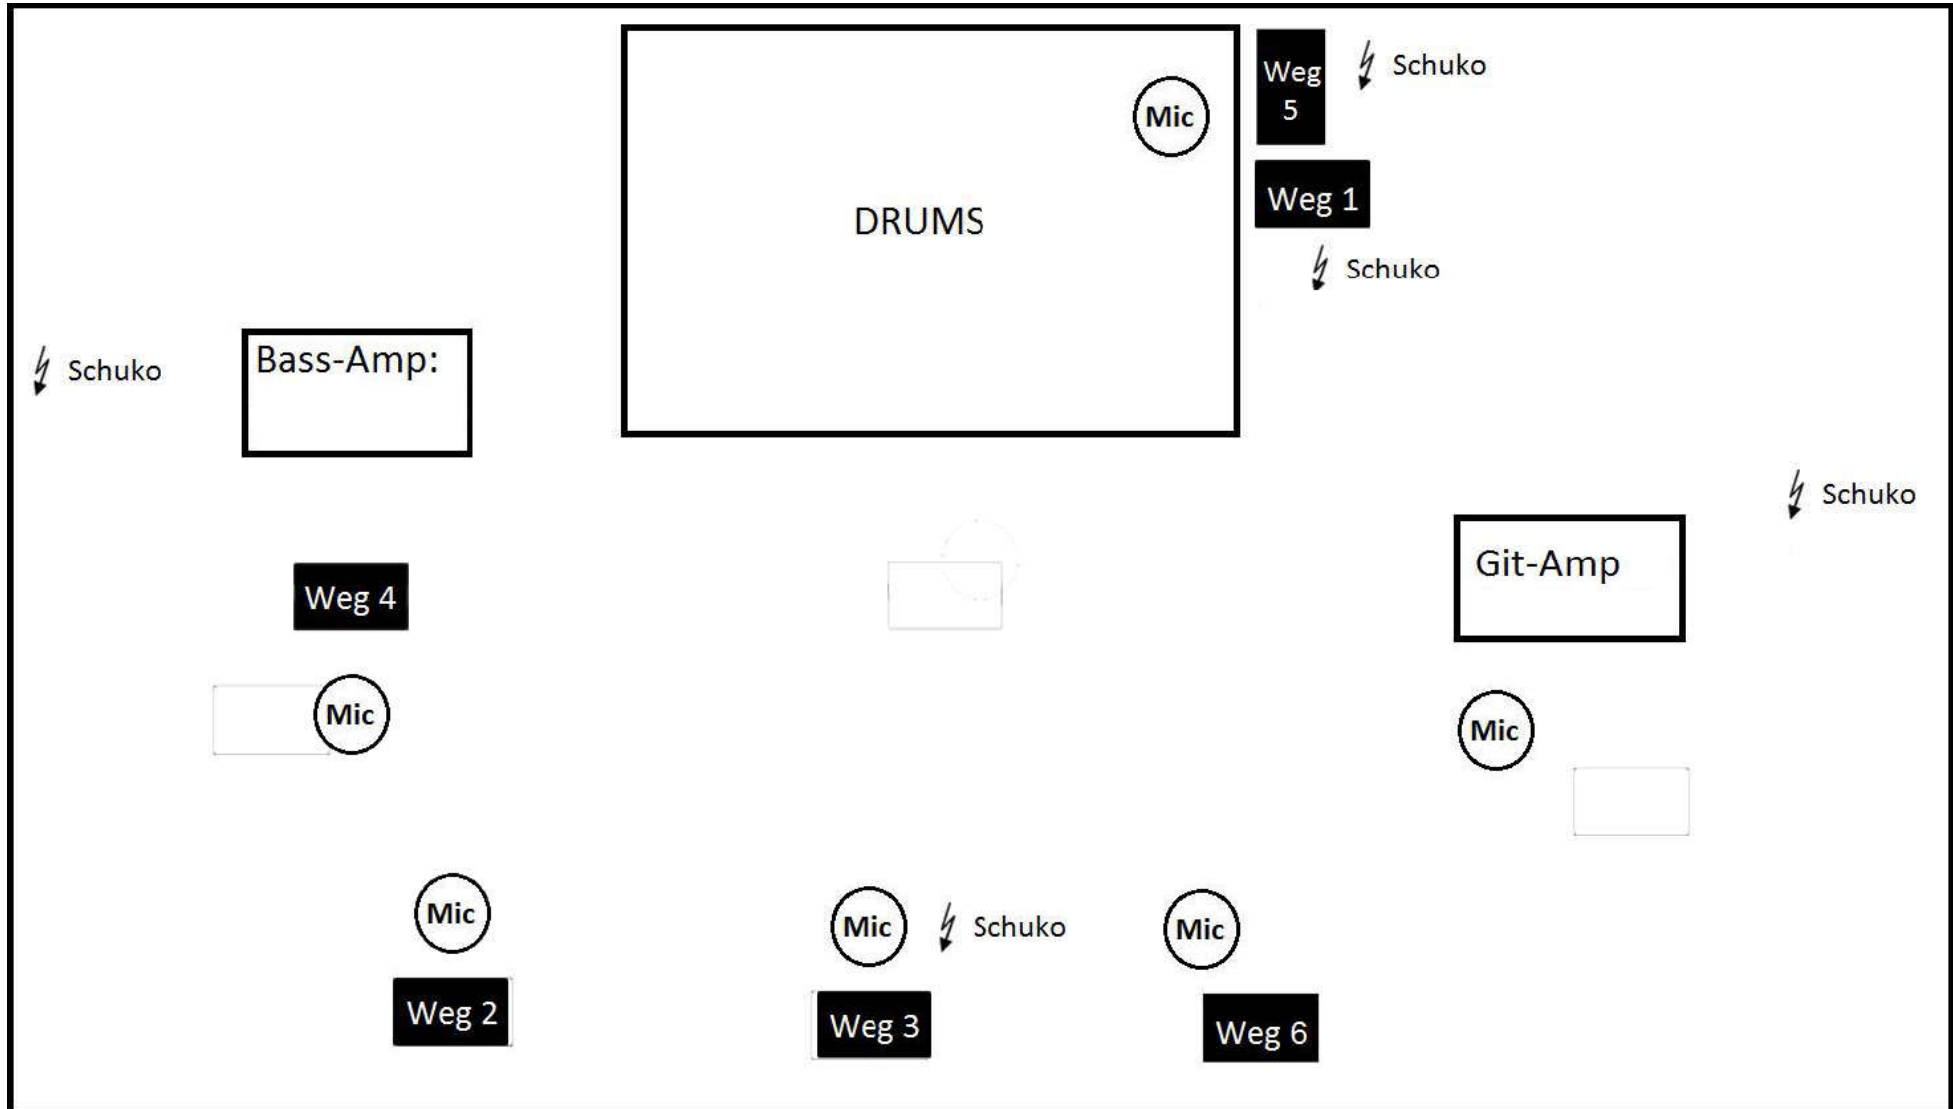 Weg
5
Schuko
Mic
Weg 1
DRUMS
Schuko
Bass-Amp:
Schuko
Schuko
Git-Amp
Weg 4
Mic
Mic
Mic
Mic
Schuko
Mic
Weg 2
Weg 3
Weg 6